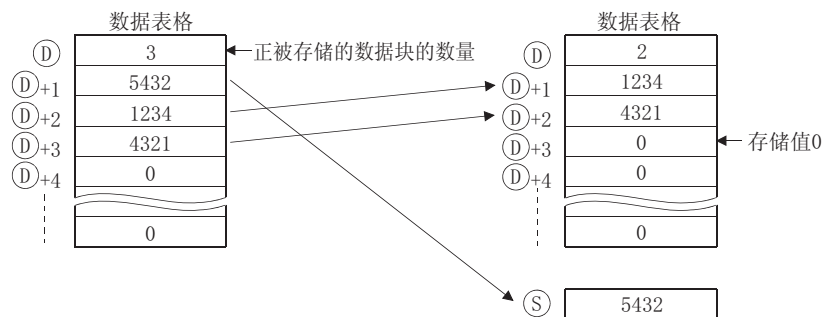 数据表格
数据表格
Ⓓ 3 正被存储的数据块的数量 Ⓓ 2
Ⓓ+1 5432 Ⓓ+1 1234
Ⓓ+2 1234 Ⓓ+2 4321
Ⓓ+3 4321 Ⓓ+3 0 存储值0
Ⓓ+4 0 Ⓓ+4 0
0 0
Ⓢ 5432